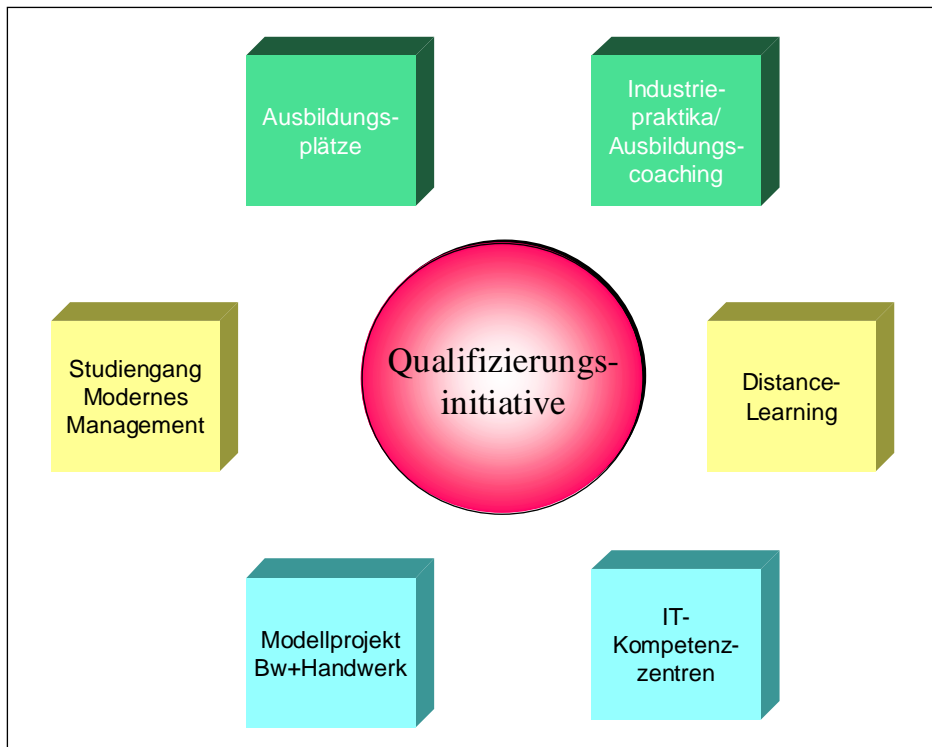 Ausbildungs-
plätze
Industrie-
praktika/
Ausbildungs-
coaching
Qualifizierungs-
initiative
Studiengang
Modernes
Management
Distance-
Learning
Modellprojekt
Bw+Handwerk
IT-
Kompetenz-
zentren